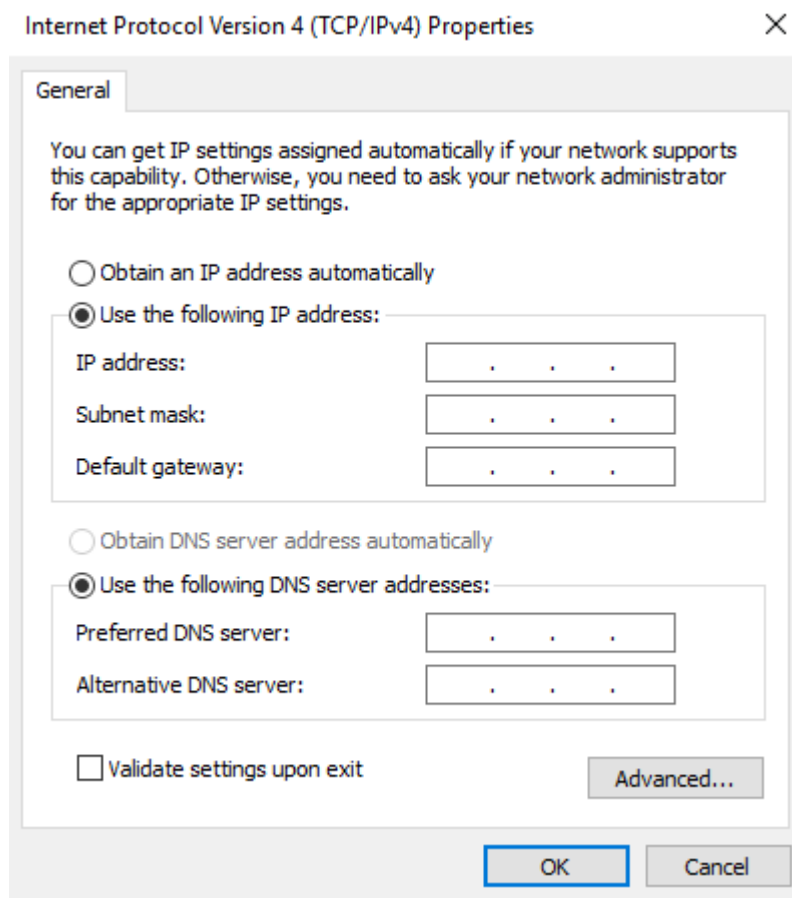 Internet Protocol Version 4 (TCP/IPv4) Properties
General
You can get IP settings assigned automatically if your network supports
this capability. Otherwise, you need to ask your network administrator
for the appropriate IP settings.
Obtain an IP address automatically
Use the following IP address:
IP address: . . .
Subnet mask: . . .
Default gateway: . . .
Obtain DNS server address automatically
Use the following DNS server addresses:
Preferred DNS server: . . .
Alternative DNS server: . . .
Validate settings upon exit
Advanced...
OK Cancel